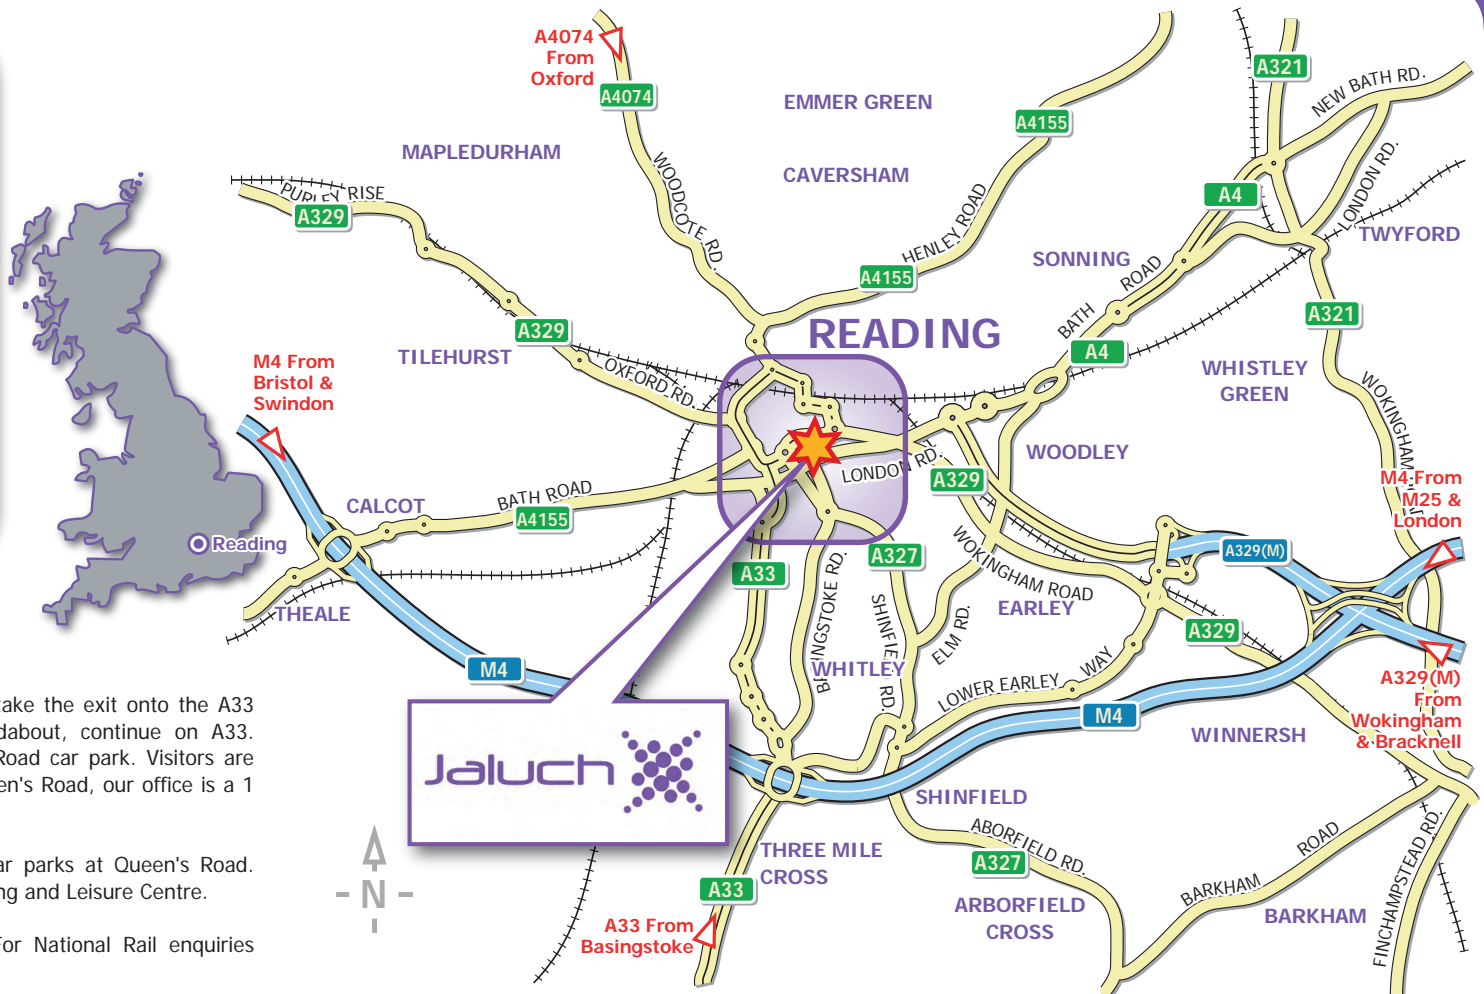 A4074
From
Oxford
A4074
EMMER GREEN
A4155
A321
NEW BATH RD.
MAPLEDURHAM
CAVERSHAM
WOODCOTE RD.
PURLEY RISE
A329
HENLEY ROAD
A4
LONDON RD.
TWYFORD
SONNING
A4155
BATH ROAD
A321
A329
READING
TILEHURST
A4
M4 From
Bristol &
Swindon
OXFORD RD.
WHISTLEY
GREEN
WOKINGHAM
WOODLEY
LONDON RD.
A329
M4 From
M25 &
London
CALCOT
BATH ROAD
A4155
Reading
A327
WOKINGHAM ROAD
A329(M)
A33
BASINGSTOKE RD.
SHINFIELD RD.
ELM RD.
EARLEY
THEALE
A329
M4
WHITLEY
LOWER EARLEY WAY
M4
A329(M)
From
Wokingham
& Bracknell
WINNERSH
take the exit onto the A33
dabout, continue on A33.
Road car park. Visitors are
en's Road, our office is a 1
Jaluch
SHINFIELD
ABORFIELD RD.
A327
THREE MILE
CROSS
A33
ar parks at Queen's Road.
ng and Leisure Centre.
N
A33 From
Basingstoke
ARBORFIELD
CROSS
BARKHAM ROAD
BARKHAM
FINCHAMPSTEAD RD.
For National Rail enquiries